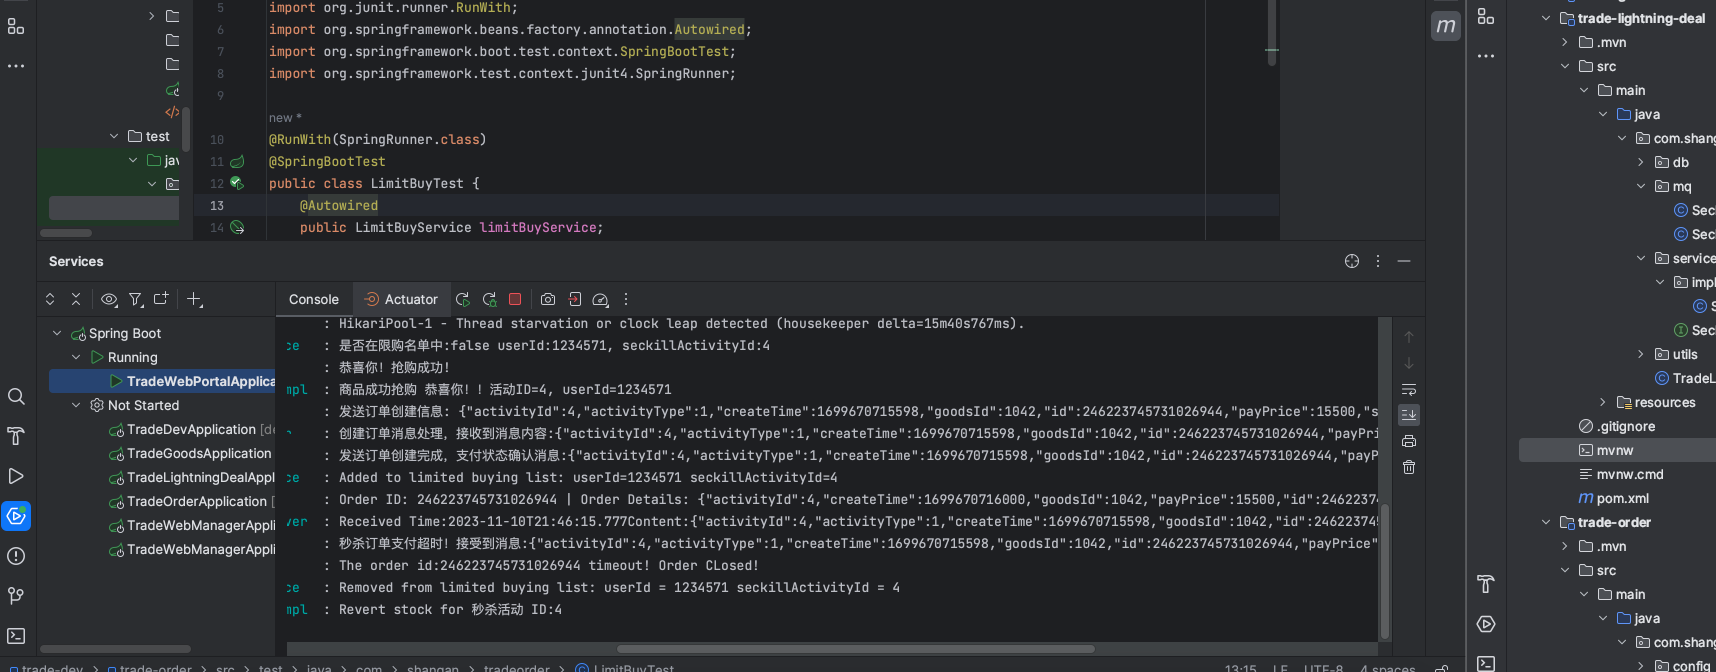 5 import org.junit.runner.RunWith;
6 import org.springframework.beans.factory.annotation.Autowired;
7 import org.springframework.boot.test.context.SpringBootTest;
8 import org.springframework.test.context.junit4.SpringRunner;
9
new *
10 @RunWith(SpringRunner.class)
11 @SpringBootTest
12 public class LimitBuyTest {
13 @Autowired
14 public LimitBuyService limitBuyService;
test
jav
Services
Console
Actuator
Spring Boot
Running
TradeWebPortalApplica
Not Started
TradeDevApplication [de
TradeGoodsApplication
TradeLightningDealAppl
TradeOrderApplication [
TradeWebManagerAppli
TradeWebManagerAppli
: HikariPool-1 - Thread starvation or clock leap detected (housekeeper delta=15m40s767ms).
ce : 是否在限购名单中:false userId:1234571, seckillActivityId:4
: 恭喜你！抢购成功！
mpl : 商品成功抢购 恭喜你！！活动ID=4, userId=1234571
: 发送订单创建信息: {"activityId":4,"activityType":1,"createTime":1699670715598,"goodsId":1042,"id":246223745731026944,"payPrice":15500,"s
: 创建订单消息处理，接收到消息内容:{"activityId":4,"activityType":1,"createTime":1699670715598,"goodsId":1042,"id":246223745731026944,"payPri
: 发送订单创建完成，支付状态确认消息:{"activityId":4,"activityType":1,"createTime":1699670715598,"goodsId":1042,"id":246223745731026944,"payP
ce : Added to limited buying list: userId=1234571 seckillActivityId=4
: Order ID: 246223745731026944 | Order Details: {"activityId":4,"createTime":1699670716000,"goodsId":1042,"payPrice":15500,"id":24622374
ver : Received Time:2023-11-10T21:46:15.777Content:{"activityId":4,"activityType":1,"createTime":1699670715598,"goodsId":1042,"id":246223745
: 秒杀订单支付超时！接受到消息:{"activityId":4,"activityType":1,"createTime":1699670715598,"goodsId":1042,"id":246223745731026944,"payPrice"
: The order id:246223745731026944 timeout! Order CLosed!
ce : Removed from limited buying list: userId = 1234571 seckillActivityId = 4
mpl : Revert stock for 秒杀活动 ID:4
trade-dev > trade-order > src > test > java > com > shangan > tradeorder > LimitBuyTest
13:15 LF UTF-8 4 spaces
m
trade-lightning-deal
.mvn
src
main
java
com.shang
db
mq
Sec
Sec
service
impl
S
Sec
utils
TradeL
resources
.gitignore
mvnw
mvnw.cmd
m pom.xml
trade-order
.mvn
src
main
java
com.shang
config